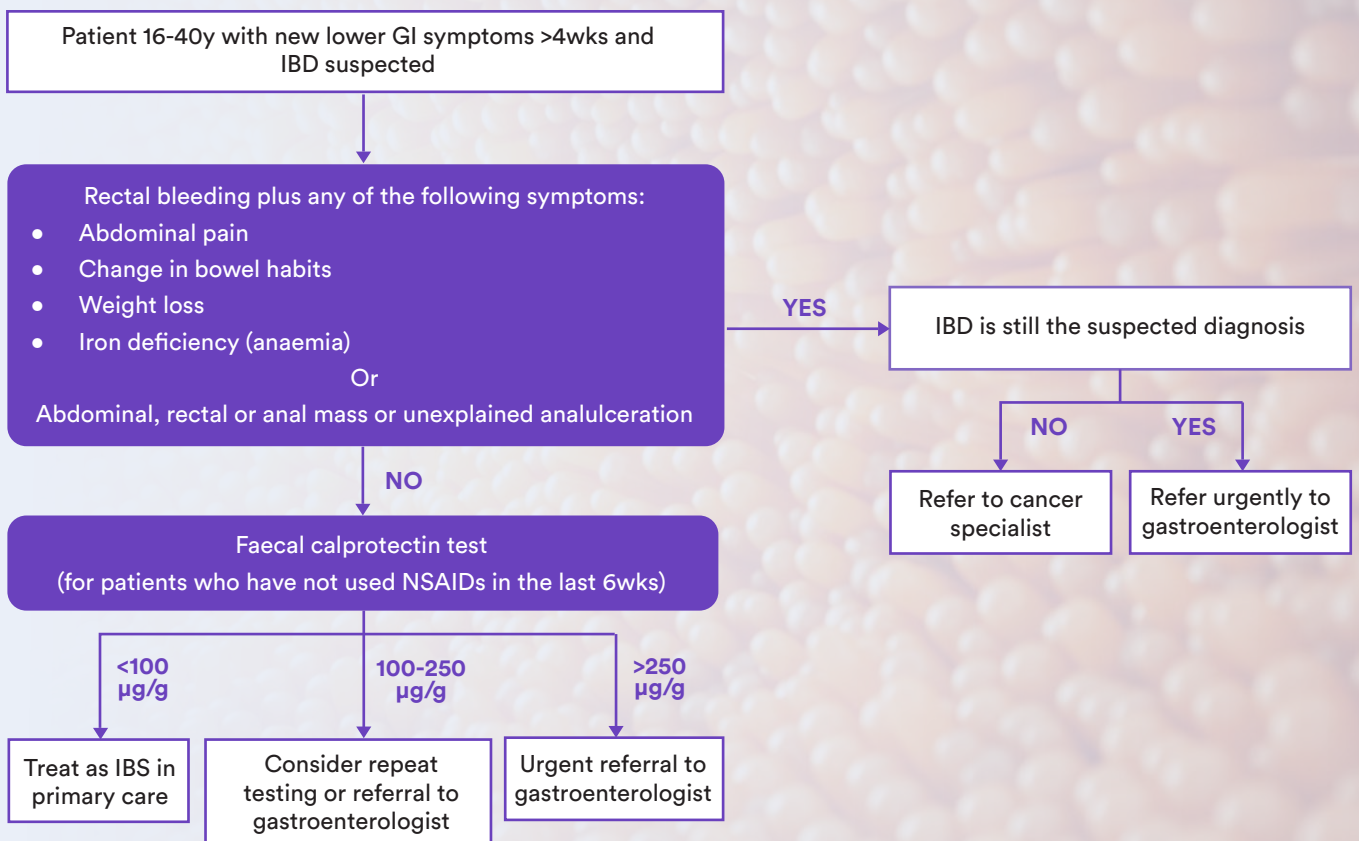 Patient 16-40y with new lower GI symptoms >4wks and
IBD suspected
Rectal bleeding plus any of the following symptoms:
● Abdominal pain
● Change in bowel habits
● Weight loss
● Iron deficiency (anaemia)
Or
Abdominal, rectal or anal mass or unexplained analulceration
YES
IBD is still the suspected diagnosis
NO
YES
Refer to cancer
specialist
Refer urgently to
gastroenterologist
NO
Faecal calprotectin test
(for patients who have not used NSAIDs in the last 6wks)
<100
µg/g
100-250
µg/g
>250
µg/g
Treat as IBS in
primary care
Consider repeat
testing or referral to
gastroenterologist
Urgent referral to
gastroenterologist